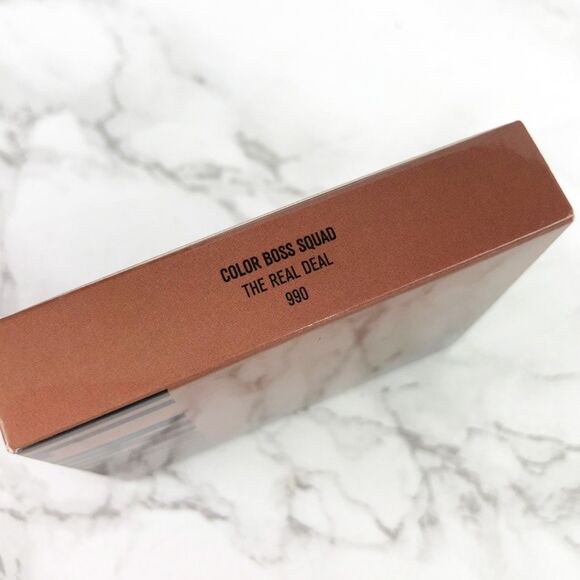 COLOR BOSS SQUAD
THE REAL DEAL
990